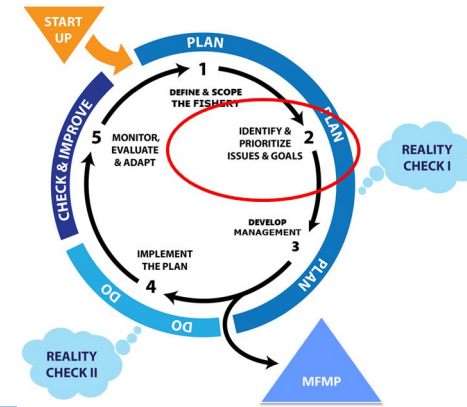 START
UP
PLAN
1
DEFINE & SCOPE
THE FISHERY
5
MONITOR,
EVALUATE
& ADAPT
IDENTIFY &
PRIORITIZE
ISSUES & GOALS
2
PLAN
CHECK & IMPROVE
REALITY
CHECK I
DEVELOP
MANAGEMENT
3
IMPLEMENT
THE PLAN
4
PLAN
DO
DO
REALITY
CHECK II
MFMP